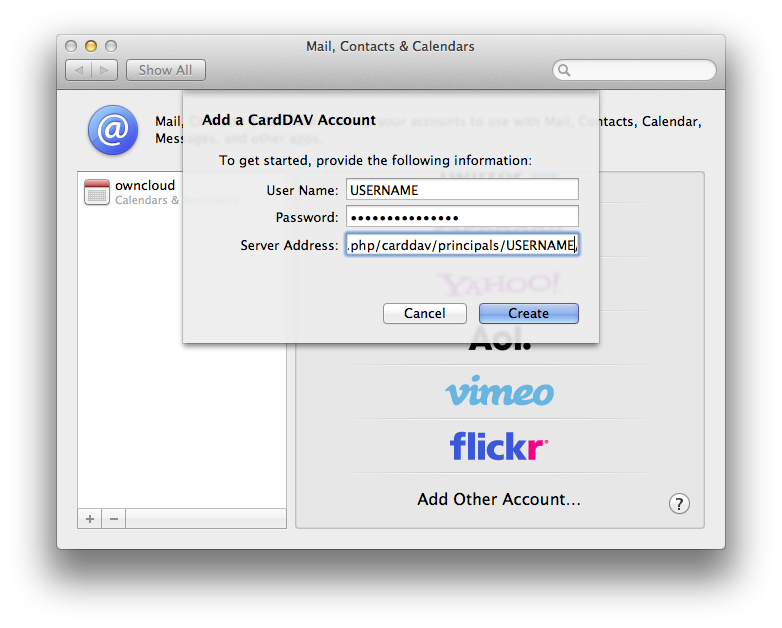 Mail, Contacts & Calendars
Show All
Add a CardDAV Account
Mail, your accounts to use with Mail, Contacts, Calendar,
Messages, and other apps.
To get started, provide the following information:
owncloud
Calendars &
User Name: USERNAME
Password: •••••••••••••••
Server Address: .php/carddav/principals/USERNAME/
YAHOO!
Cancel
Create
Aol.
vimeo
flickr
Add Other Account...
?
+ −